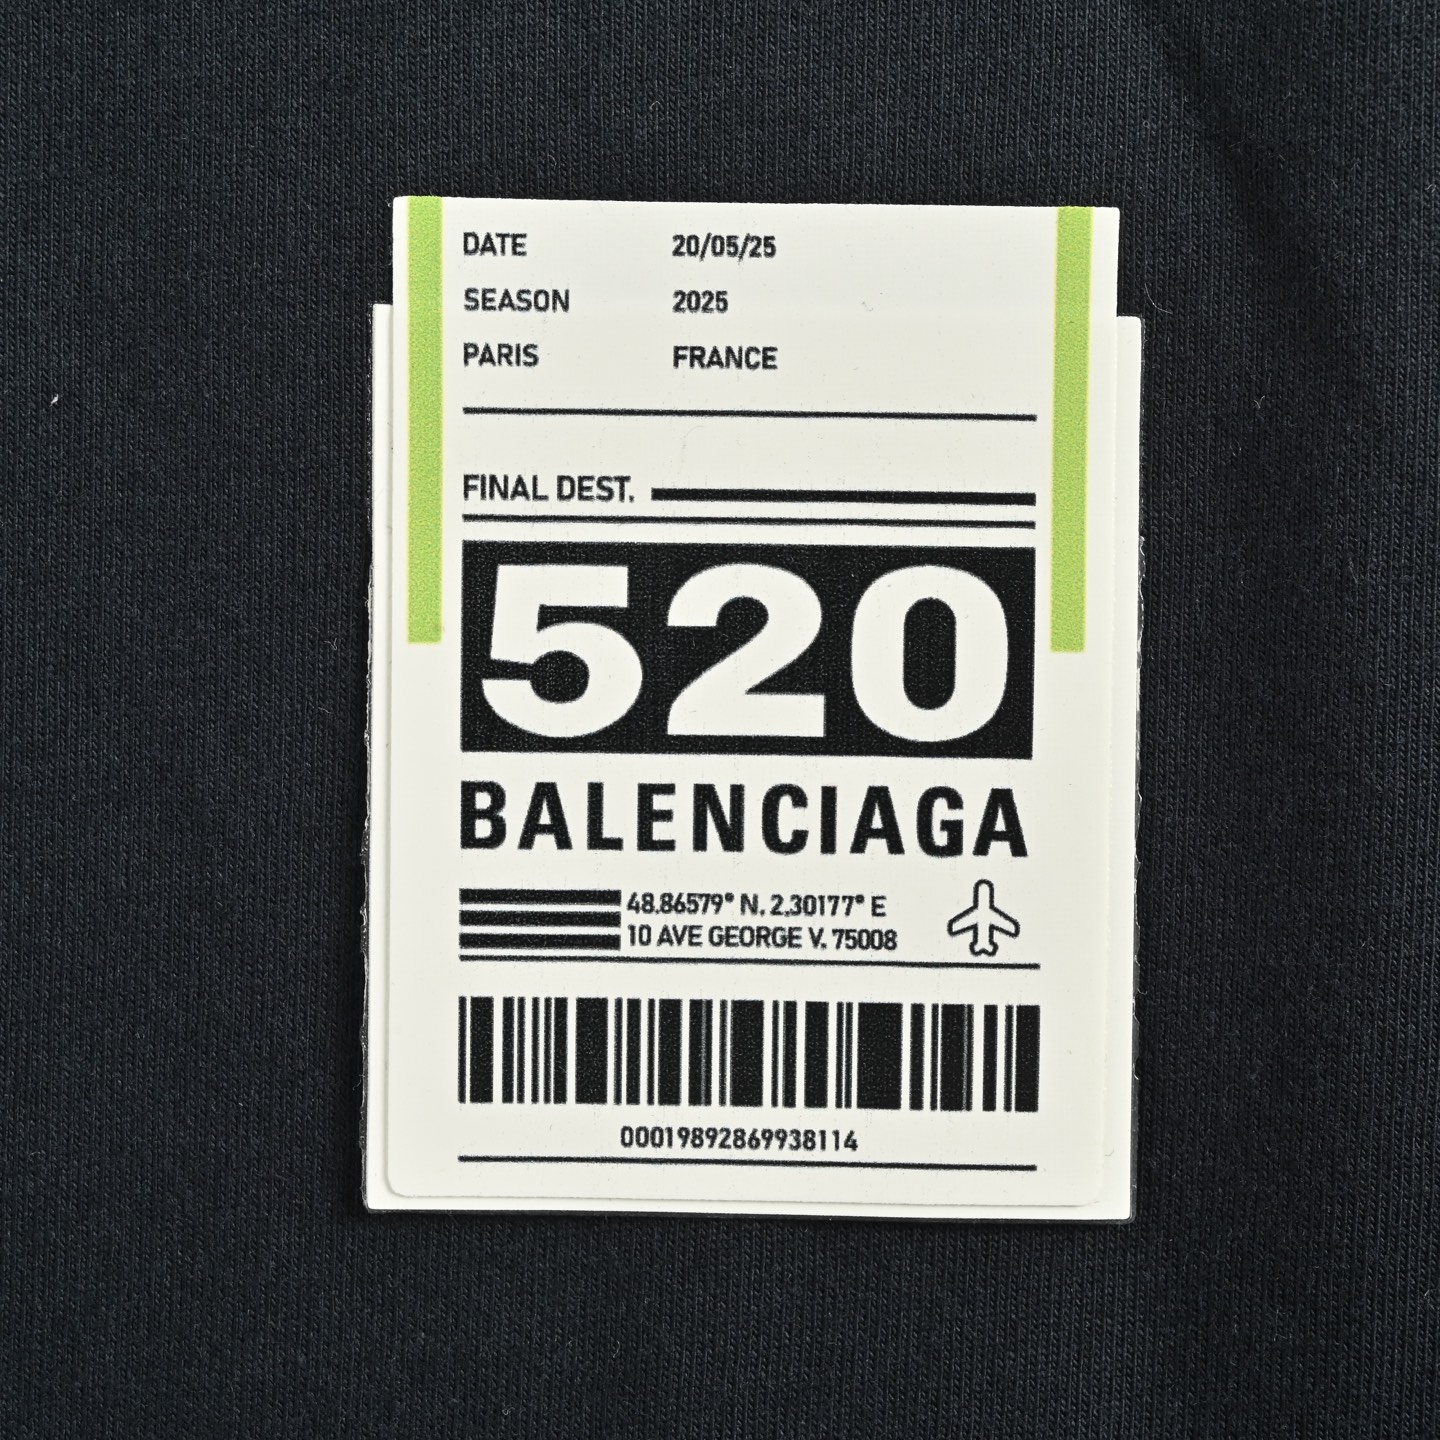 DATE 20/05/25
SEASON 2025
PARIS FRANCE
FINAL DEST.
520
BALENCIAGA
48.86579° N, 2.30177° E
10 AVE GEORGE V. 75008
00019892869938114